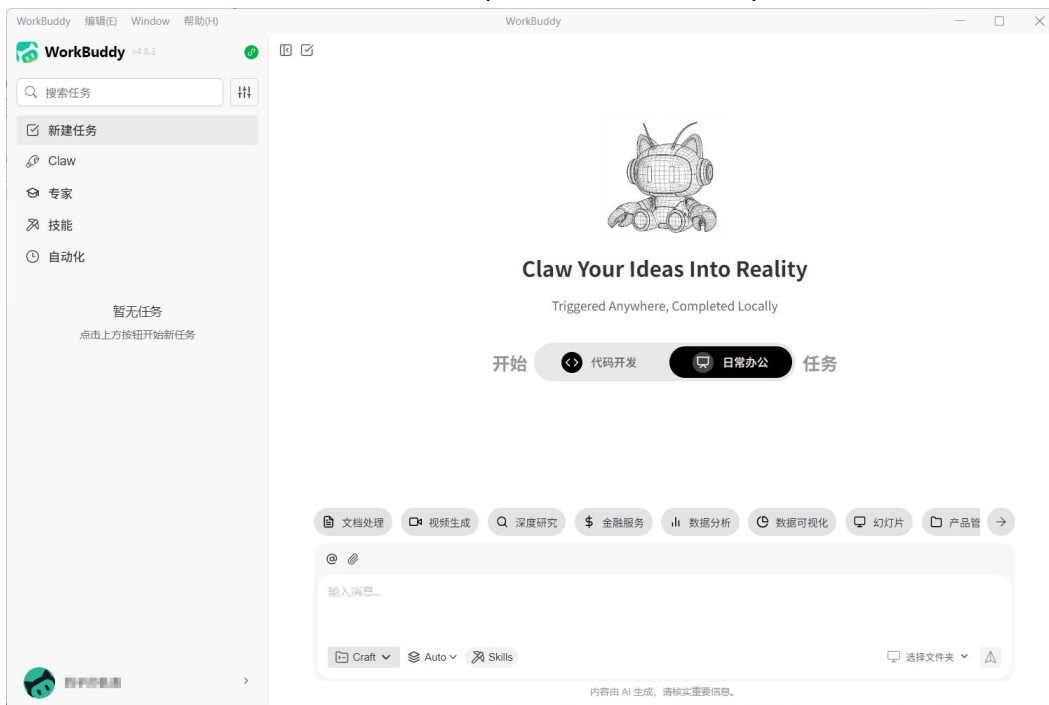 WorkBuddy 编辑(E) Window 帮助(H)
WorkBuddy
WorkBuddy v4.8.3
搜索任务
新建任务
Claw
专家
技能
自动化
暂无任务
点击上方按钮开始新任务
Claw Your Ideas Into Reality
Triggered Anywhere, Completed Locally
开始 代码开发 日常办公 任务
文档处理 视频生成 深度研究 金融服务 数据分析 数据可视化 幻灯片 产品管
输入消息...
Craft Auto Skills 选择文件夹
内容由 AI 生成，请核实重要信息。